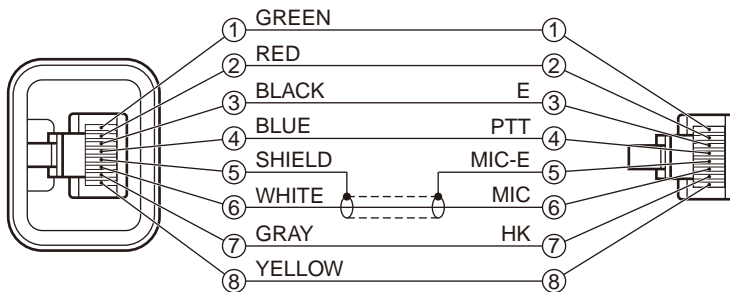 1 GREEN 1
2 RED 2
3 BLACK E 3
4 BLUE PTT 4
5 SHIELD MIC-E 5
6 WHITE MIC 6
7 GRAY HK 7
8 YELLOW 8